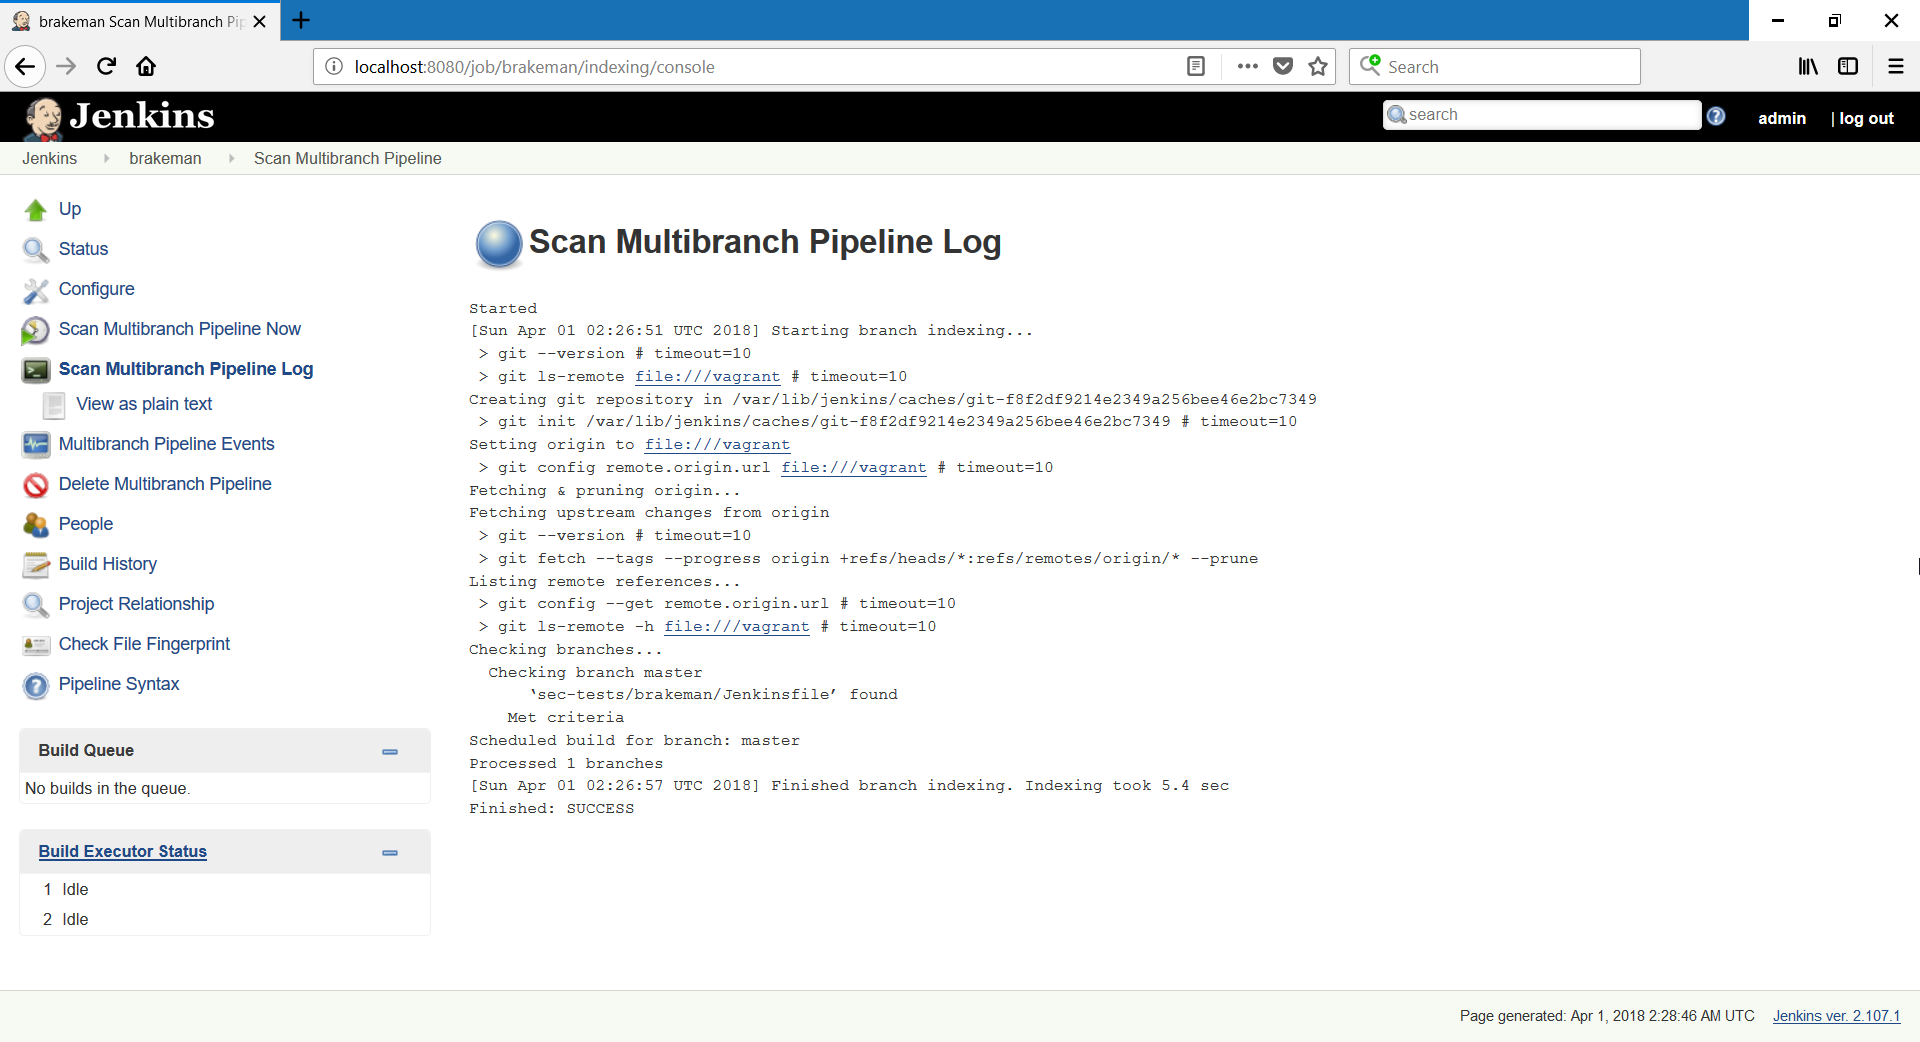 brakeman Scan Multibranch Pip
localhost:8080/job/brakeman/indexing/console
Search
Jenkins
search
admin
| log out
Jenkins
brakeman
Scan Multibranch Pipeline
Up
Status
Configure
Scan Multibranch Pipeline Now
Scan Multibranch Pipeline Log
View as plain text
Multibranch Pipeline Events
Delete Multibranch Pipeline
People
Build History
Project Relationship
Check File Fingerprint
Pipeline Syntax
Build Queue
No builds in the queue.
Build Executor Status
1 Idle
2 Idle
Scan Multibranch Pipeline Log
Started
[Sun Apr 01 02:26:51 UTC 2018] Starting branch indexing...
 > git --version # timeout=10
 > git ls-remote file:///vagrant # timeout=10
Creating git repository in /var/lib/jenkins/caches/git-f8f2df9214e2349a256bee46e2bc7349
 > git init /var/lib/jenkins/caches/git-f8f2df9214e2349a256bee46e2bc7349 # timeout=10
Setting origin to file:///vagrant
 > git config remote.origin.url file:///vagrant # timeout=10
Fetching & pruning origin...
Fetching upstream changes from origin
 > git --version # timeout=10
 > git fetch --tags --progress origin +refs/heads/*:refs/remotes/origin/* --prune
Listing remote references...
 > git config --get remote.origin.url # timeout=10
 > git ls-remote -h file:///vagrant # timeout=10
Checking branches...
  Checking branch master
      ‘sec-tests/brakeman/Jenkinsfile’ found
    Met criteria
Scheduled build for branch: master
Processed 1 branches
[Sun Apr 01 02:26:57 UTC 2018] Finished branch indexing. Indexing took 5.4 sec
Finished: SUCCESS
Page generated: Apr 1, 2018 2:28:46 AM UTC
Jenkins ver. 2.107.1